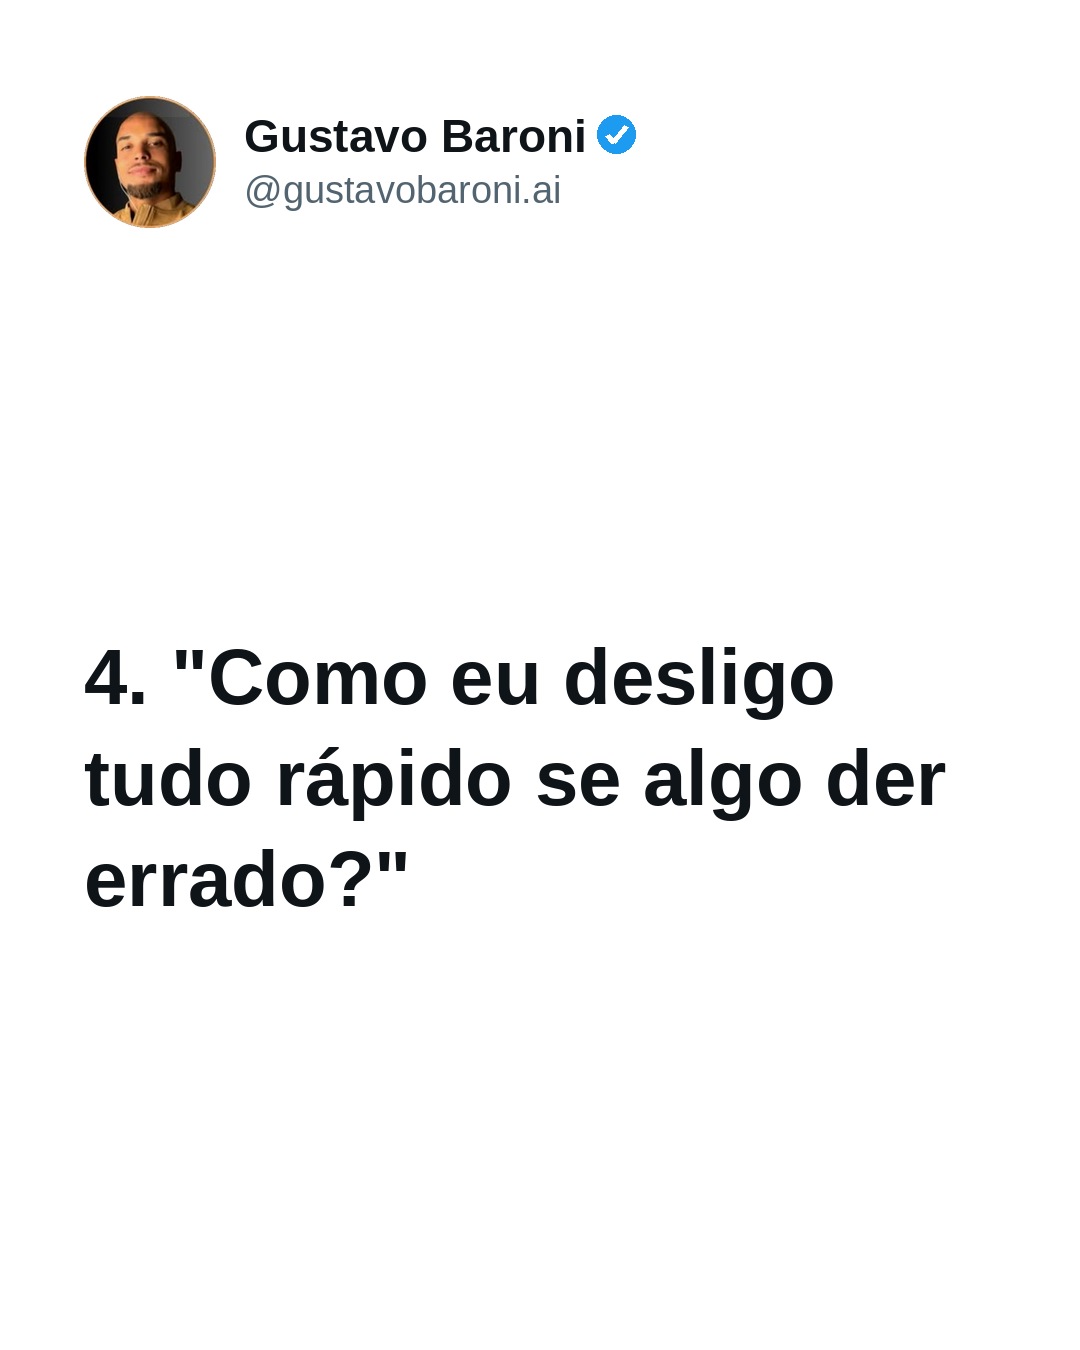 Gustavo Baroni
@gustavobaroni.ai
4. "Como eu desligo
tudo rápido se algo der
errado?"